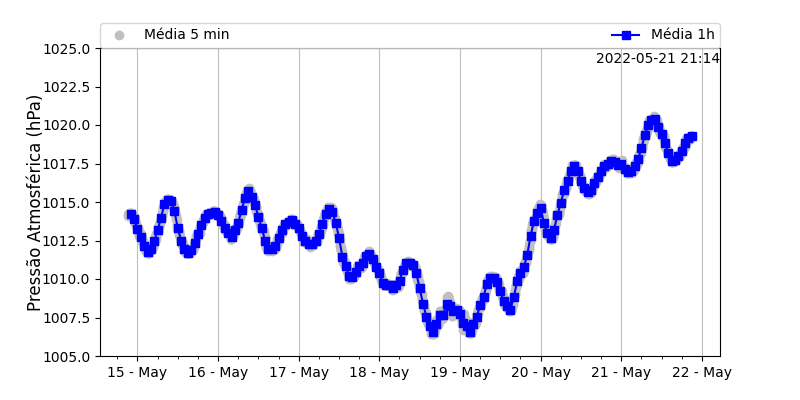 Média 5 min
Média 1h
2022-05-21 21:14
Pressão Atmosférica (hPa)
1025.0
1022.5
1020.0
1017.5
1015.0
1012.5
1010.0
1007.5
1005.0
15 - May
16 - May
17 - May
18 - May
19 - May
20 - May
21 - May
22 - May